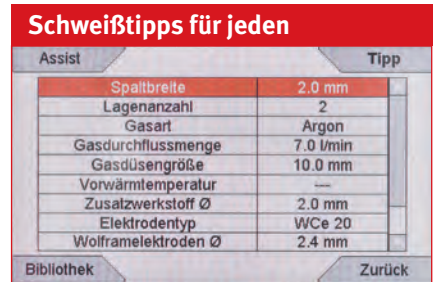 Schweißtipps für jeden
Assist Tipp
Spaltbreite 2.0 mm
Lagenanzahl 2
Gasart Argon
Gasdurchflussmenge 7.0 l/min
Gasdüsengröße 10.0 mm
Vorwärmtemperatur ---
Zusatzwerkstoff Ø 2.0 mm
Elektrodentyp WCe 20
Wolframelektroden Ø 2.4 mm
Bibliothek Zurück